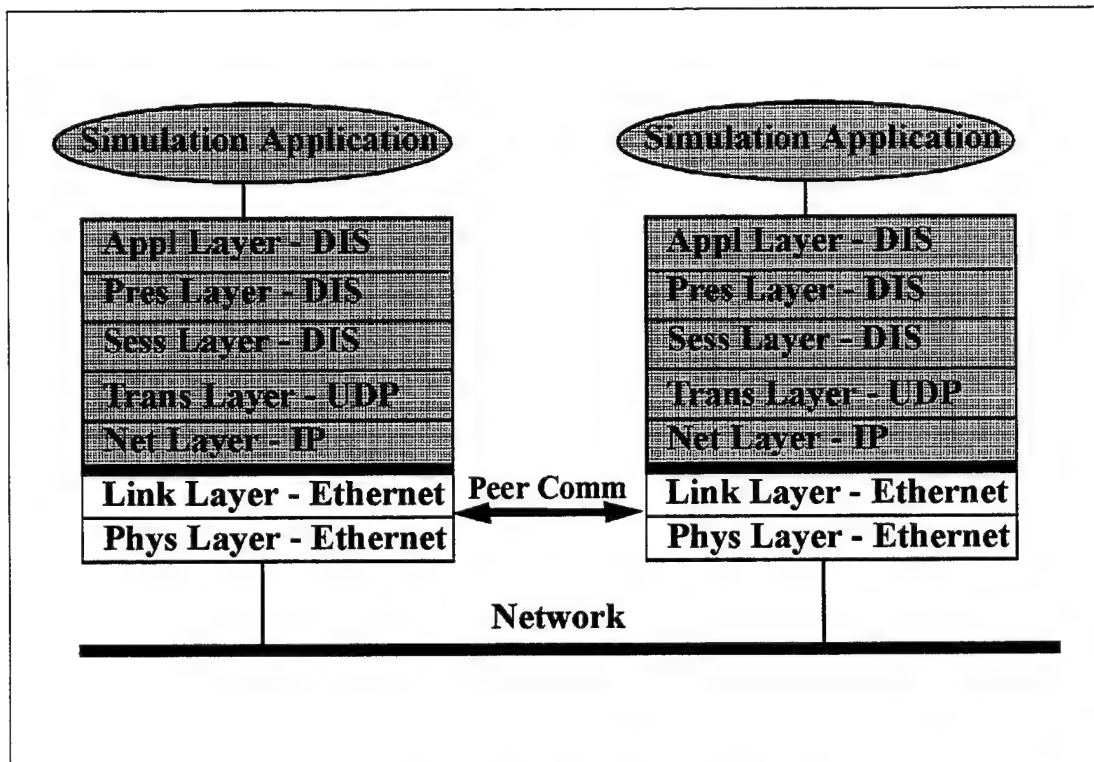 Simulation Application
Simulation Application
Appl Layer - DIS
Pres Layer - DIS
Sess Layer - DIS
Trans Layer - UDP
Net Layer - IP
Link Layer - Ethernet
Phys Layer - Ethernet
Peer Comm
Appl Layer - DIS
Pres Layer - DIS
Sess Layer - DIS
Trans Layer - UDP
Net Layer - IP
Link Layer - Ethernet
Phys Layer - Ethernet
Network